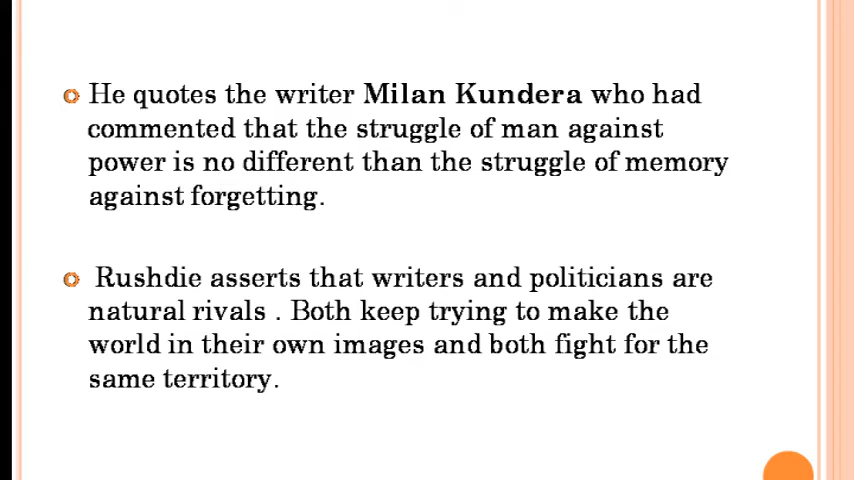 He quotes the writer Milan Kundera who had
commented that the struggle of man against
power is no different than the struggle of memory
against forgetting.
Rushdie asserts that writers and politicians are
natural rivals . Both keep trying to make the
world in their own images and both fight for the
same territory.